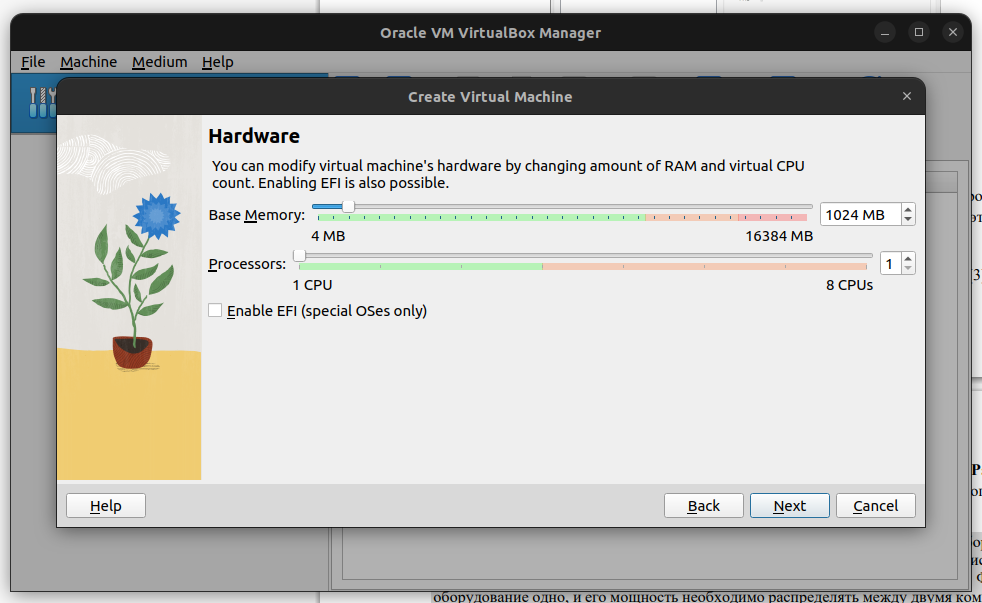 Oracle VM VirtualBox Manager
File Machine Medium Help
Create Virtual Machine
Hardware
You can modify virtual machine's hardware by changing amount of RAM and virtual CPU
count. Enabling EFI is also possible.
Base Memory: 1024 MB
4 MB 16384 MB
Processors: 1
1 CPU 8 CPUs
Enable EFI (special OSes only)
Help Back Next Cancel
оборудование одно, и его мощность необходимо распределять между двумя ком